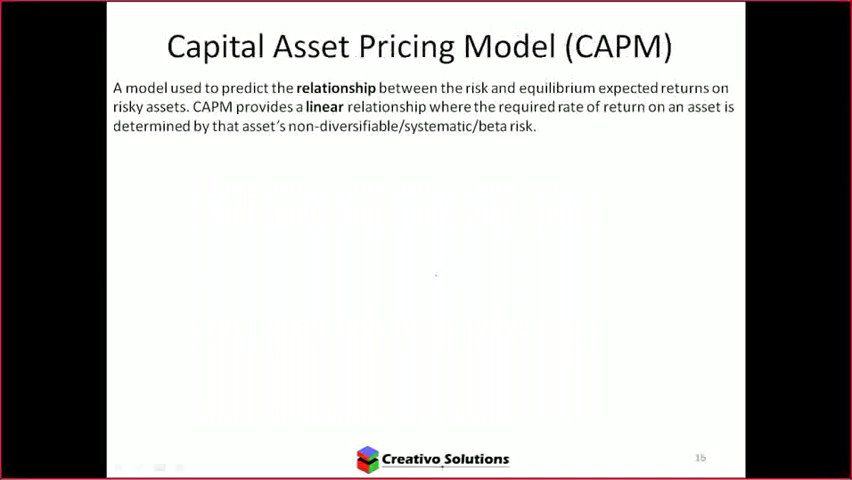 Capital Asset Pricing Model (CAPM)
A model used to predict the relationship between the risk and equilibrium expected returns on
risky assets. CAPM provides a linear relationship where the required rate of return on an asset is
determined by that asset's non-diversifiable/systematic/beta risk.
Creativo Solutions
16